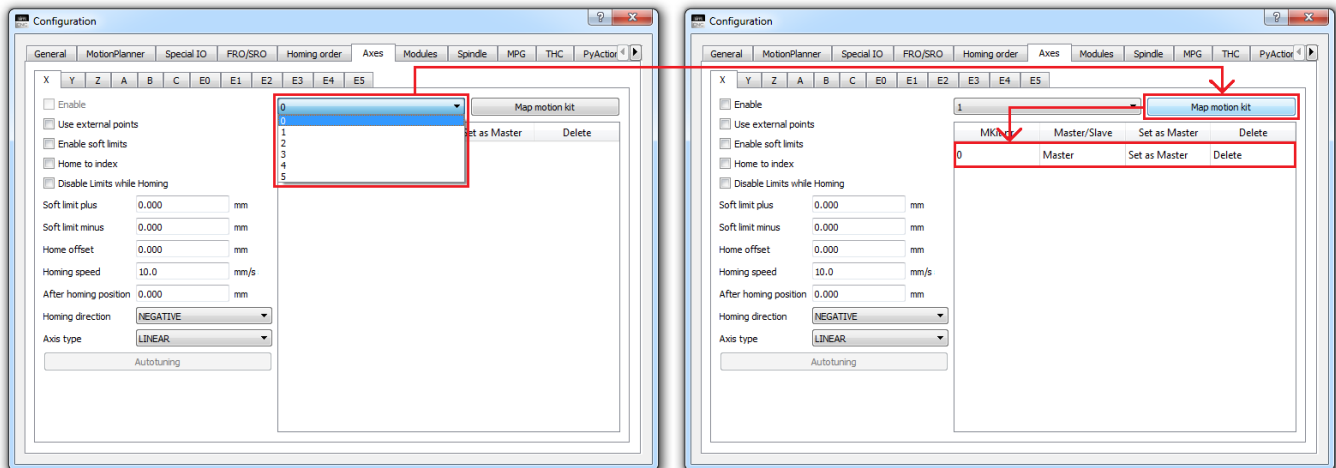 Configuration
General MotionPlanner Special IO FRO/SRO Homing order Axes Modules Spindle MPG THC PyAction
X Y Z A B C E0 E1 E2 E3 E4 E5
Enable
0 Map motion kit
0
Use external points
1
Set as Master Delete
Enable soft limits
2
3
Home to index
4
5
Disable Limits while Homing
Soft limit plus 0.000 mm
Soft limit minus 0.000 mm
Home offset 0.000 mm
Homing speed 10.0 mm/s
After homing position 0.000 mm
Homing direction NEGATIVE
Axis type LINEAR
Autotuning
Configuration
General MotionPlanner Special IO FRO/SRO Homing order Axes Modules Spindle MPG THC PyAction
X Y Z A B C E0 E1 E2 E3 E4 E5
Enable
1 Map motion kit
Use external points
Master/Slave Set as Master Delete
Enable soft limits
0 Master Set as Master Delete
Home to index
Disable Limits while Homing
Soft limit plus 0.000 mm
Soft limit minus 0.000 mm
Home offset 0.000 mm
Homing speed 10.0 mm/s
After homing position 0.000 mm
Homing direction NEGATIVE
Axis type LINEAR
Autotuning